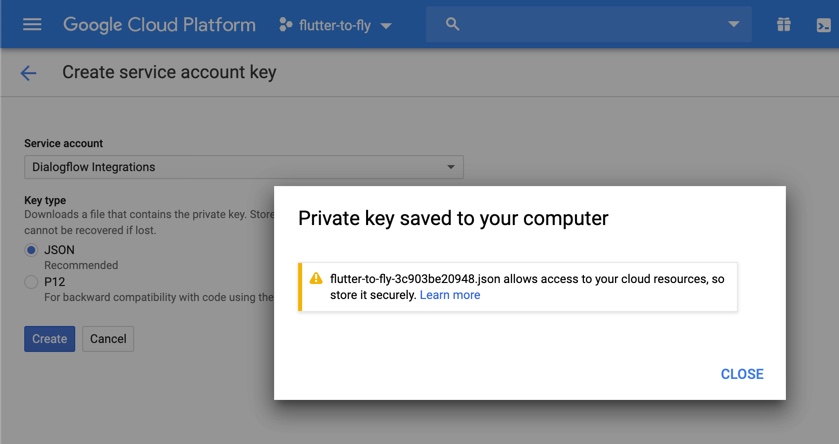 Google Cloud Platform
flutter-to-fly
Create service account key
Service account
Dialogflow Integrations
Key type
Downloads a file that contains the private key. Store
cannot be recovered if lost.
JSON
Recommended
P12
For backward compatibility with code using the
Create
Cancel
Private key saved to your computer
flutter-to-fly-3c903be20948.json allows access to your cloud resources, so
store it securely. Learn more
CLOSE